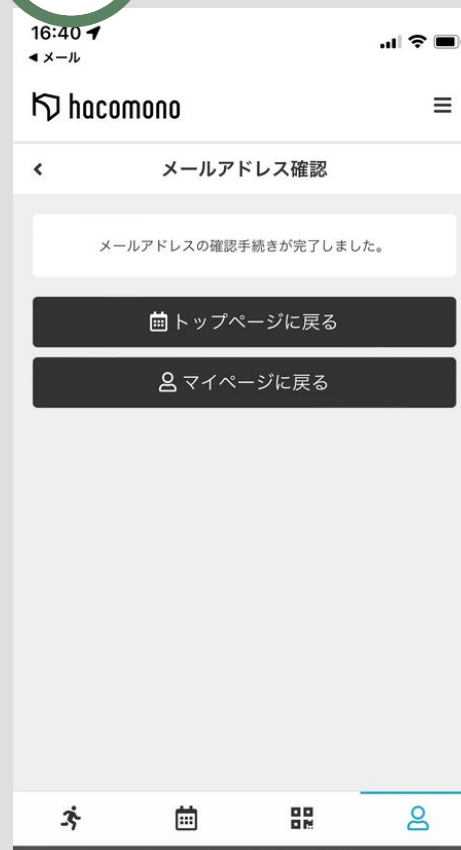 16:40
◀ メール
hacomono
メールアドレス確認
メールアドレスの確認手続きが完了しました。
トップページに戻る
マイページに戻る